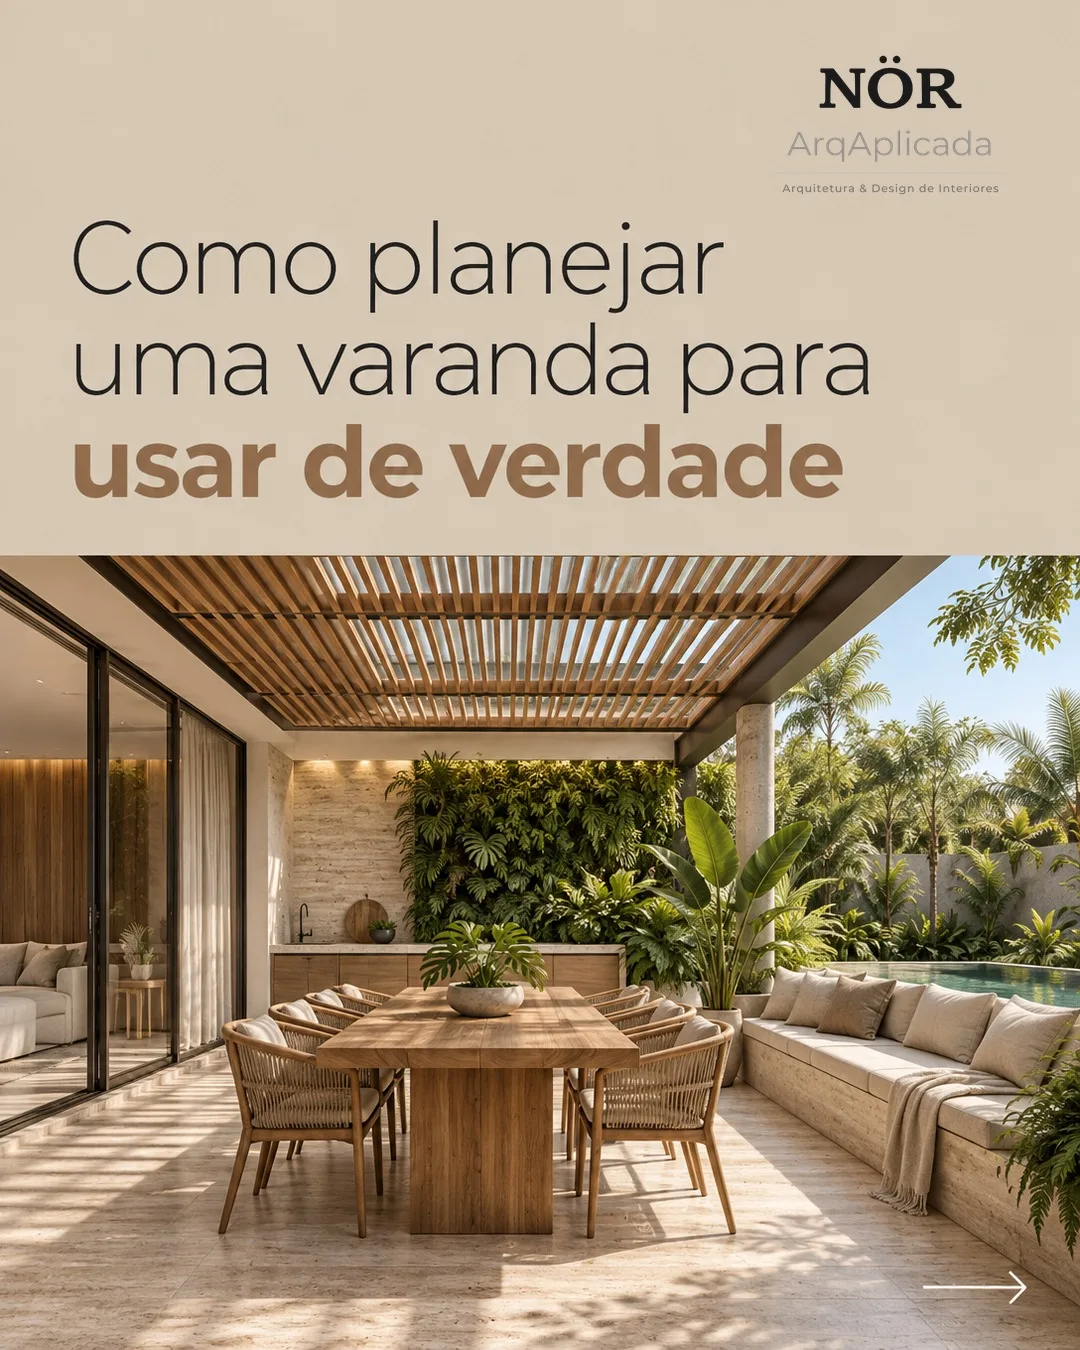 NÖR
ArqAplicada
Arquitetura & Design de Interiores
Como planejar
uma varanda para
usar de verdade